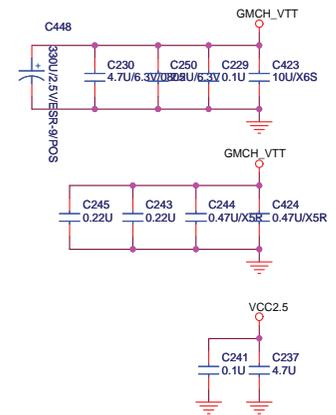 GMCH_VTT
C448
330U/2.5V/ESR-9/POS
C230
4.7U/6.3V/0805
C250
C229
0.1U
C423
10U/X6S
GMCH_VTT
C245
0.22U
C243
0.22U
C244
0.47U/X5R
C424
0.47U/X5R
VCC2.5
C241
0.1U
C237
4.7U